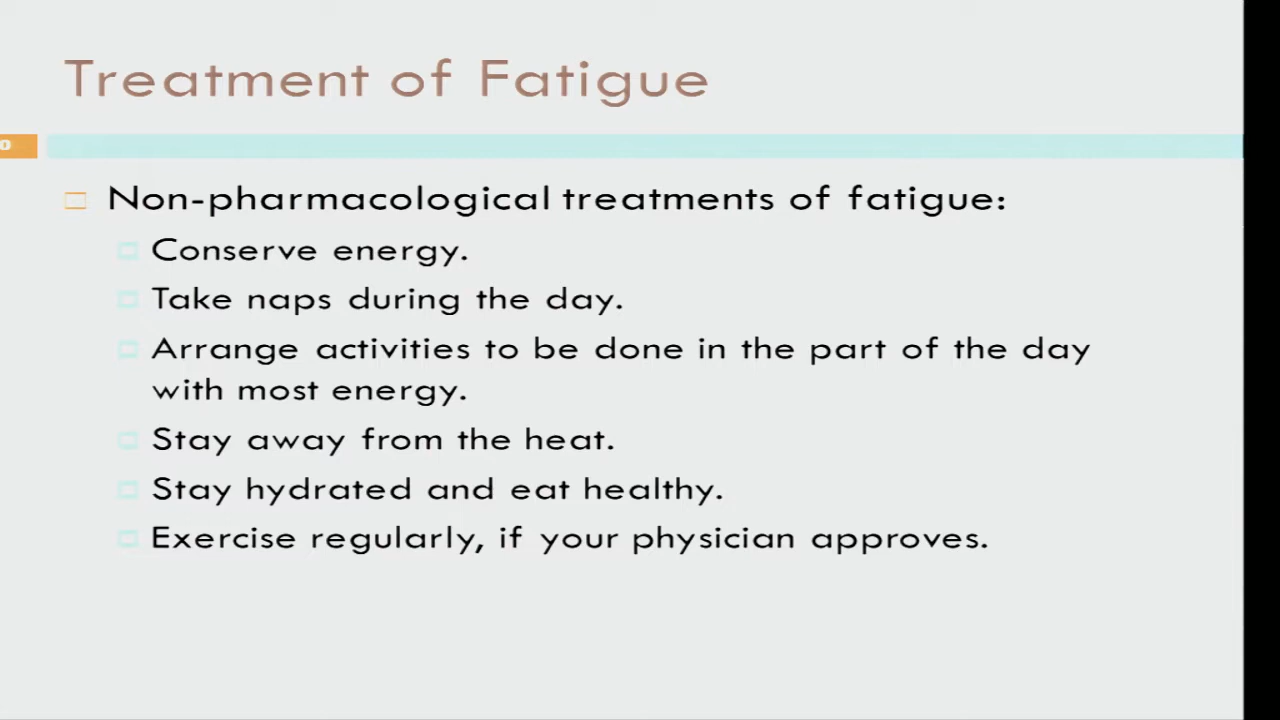 Treatment of Fatigue
0
Non-pharmacological treatments of fatigue:
Conserve energy.
Take naps during the day.
Arrange activities to be done in the part of the day
with most energy.
Stay away from the heat.
Stay hydrated and eat healthy.
Exercise regularly, if your physician approves.